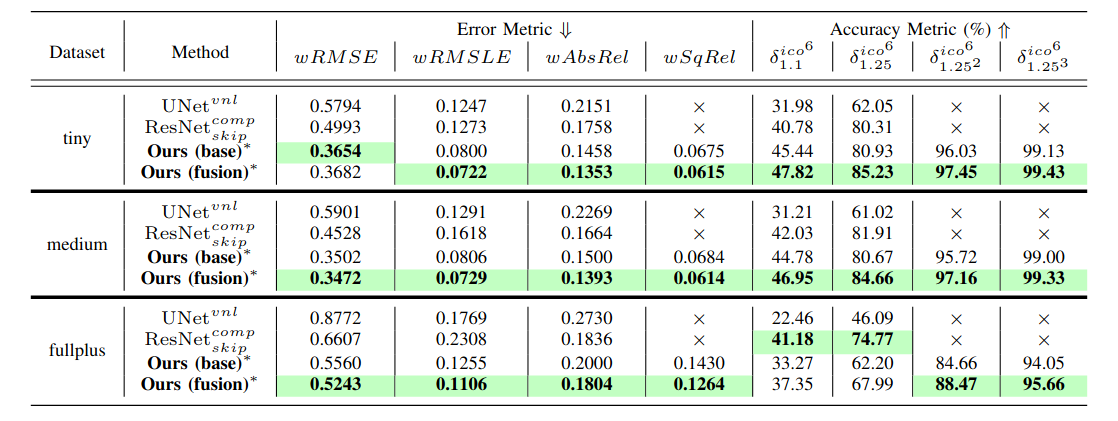 Dataset Method Error Metric ⇓ Accuracy Metric (%) ⇑
wRMSE wRMSLE wAbsRel wSqRel δ^{ico^6}_{1.1} δ^{ico^6}_{1.25} δ^{ico^6}_{1.25^2} δ^{ico^6}_{1.25^3}
tiny
UNet^{vnl} 0.5794 0.1247 0.2151 × 31.98 62.05 × ×
ResNet^{comp}_{skip} 0.4993 0.1273 0.1758 × 40.78 80.31 × ×
Ours (base)* 0.3654 0.0800 0.1458 0.0675 45.44 80.93 96.03 99.13
Ours (fusion)* 0.3682 0.0722 0.1353 0.0615 47.82 85.23 97.45 99.43
medium
UNet^{vnl} 0.5901 0.1291 0.2269 × 31.21 61.02 × ×
ResNet^{comp}_{skip} 0.4528 0.1618 0.1664 × 42.03 81.91 × ×
Ours (base)* 0.3502 0.0806 0.1500 0.0684 44.78 80.67 95.72 99.00
Ours (fusion)* 0.3472 0.0729 0.1393 0.0614 46.95 84.66 97.16 99.33
fullplus
UNet^{vnl} 0.8772 0.1769 0.2730 × 22.46 46.09 × ×
ResNet^{comp}_{skip} 0.6607 0.2308 0.1836 × 41.18 74.77 × ×
Ours (base)* 0.5560 0.1255 0.2000 0.1430 33.27 62.20 84.66 94.05
Ours (fusion)* 0.5243 0.1106 0.1804 0.1264 37.35 67.99 88.47 95.66